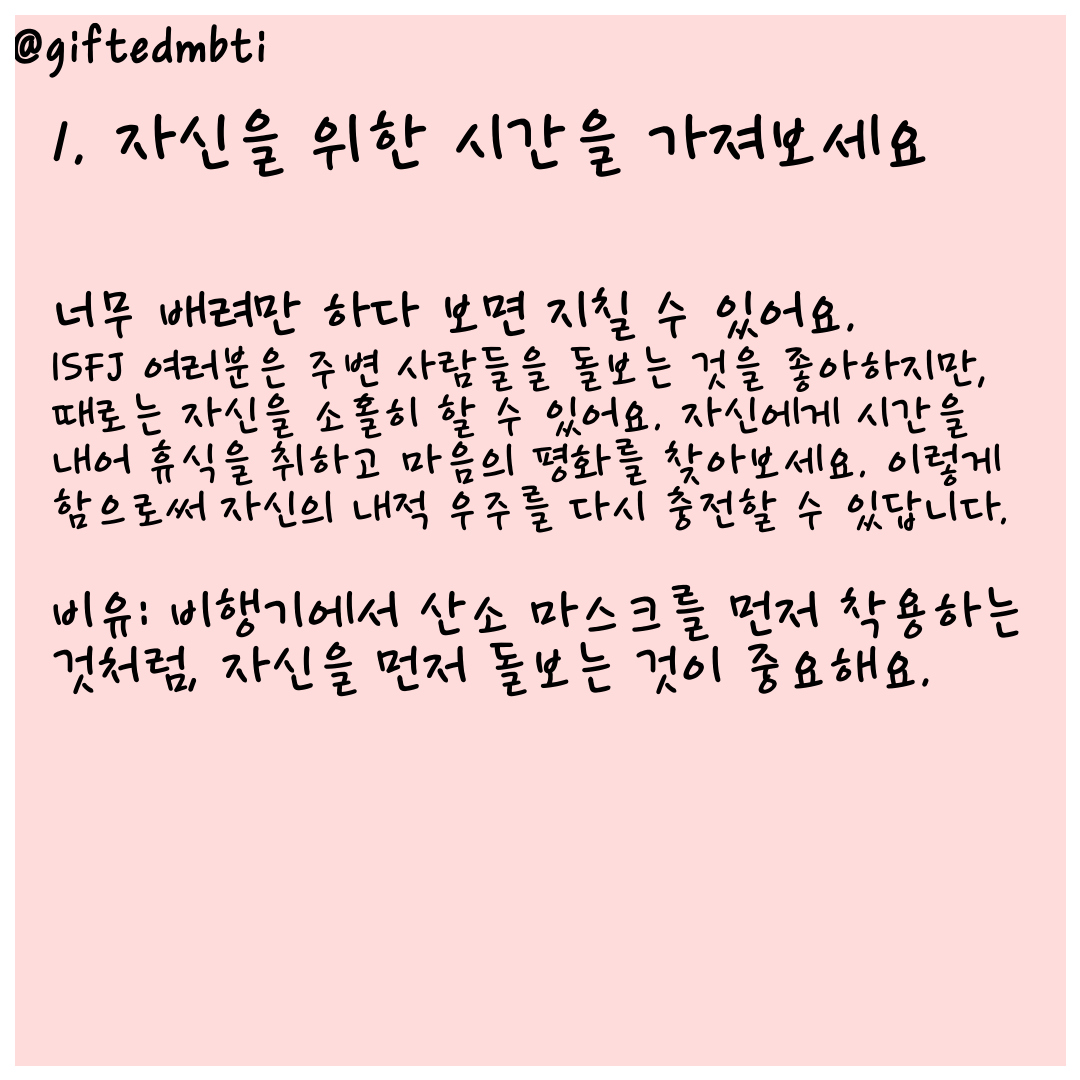 @giftedmbti
1. 자신을 위한 시간을 가져보세요
너무 배려만 하다 보면 지칠 수 있어요.
ISFJ 여러분은 주변 사람들을 돌보는 것을 좋아하지만,
때로는 자신을 소홀히 할 수 있어요. 자신에게 시간을
내어 휴식을 취하고 마음의 평화를 찾아보세요. 이렇게
함으로써 자신의 내적 우주를 다시 충전할 수 있답니다.
비유: 비행기에서 산소 마스크를 먼저 착용하는
것처럼, 자신을 먼저 돌보는 것이 중요해요.